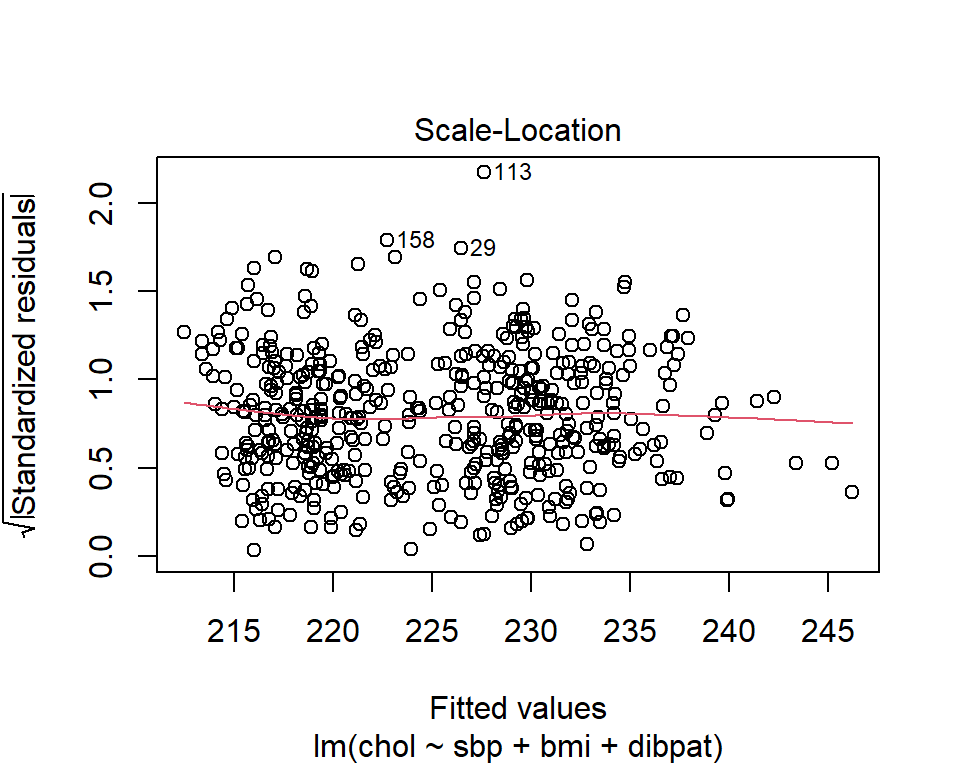 Scale-Location
√|Standardized residuals|
2.0
1.5
1.0
0.5
0.0
113
158
29
215 220 225 230 235 240 245
Fitted values
lm(chol ~ sbp + bmi + dibpat)